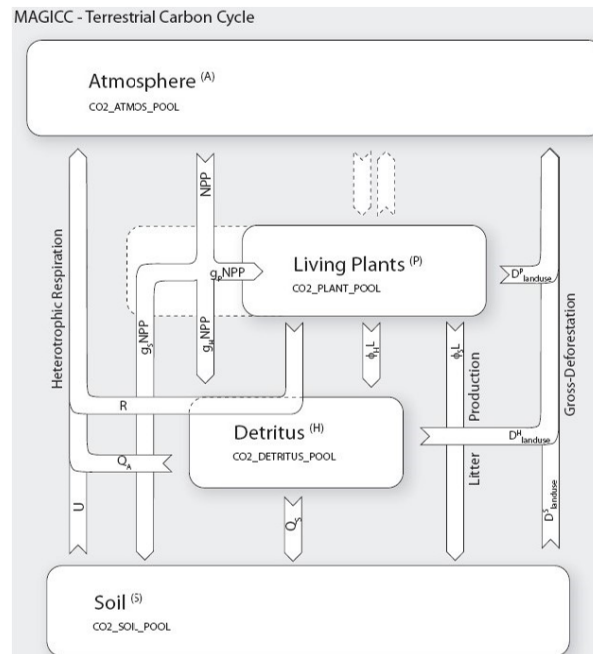 MAGICC - Terrestrial Carbon Cycle
Atmosphere (A)
CO2_ATMOS_POOL
NPP
Heterotrophic Respiration
Living Plants (P)
CO2_PLANT_POOL
gPNPP
DPlanduse
gSNPP
gHNPP
ϕHL
ϕSL
Gross-Deforestation
Litter Production
R
Detritus (H)
CO2_DETRITUS_POOL
DHlanduse
QA
U
QS
DSlanduse
Soil (S)
CO2_SOIL_POOL